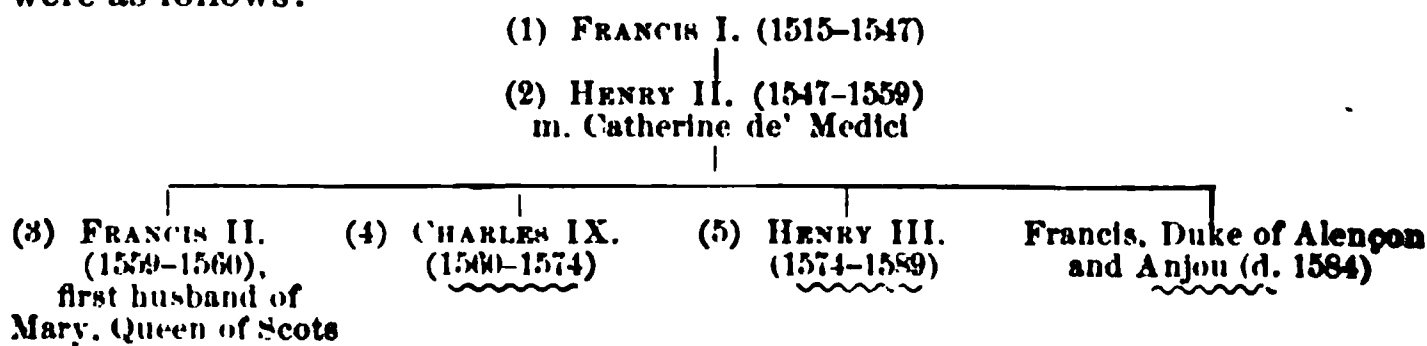 were as follows:
(1) FRANCIS I. (1515–1547)
(2) HENRY II. (1547–1559)
m. Catherine de' Medici
(3) FRANCIS II. (4) CHARLES IX. (5) HENRY III. Francis, Duke of Alençon
(1559–1560), (1560–1574) (1574–1589) and Anjou (d. 1584)
first husband of
Mary, Queen of Scots